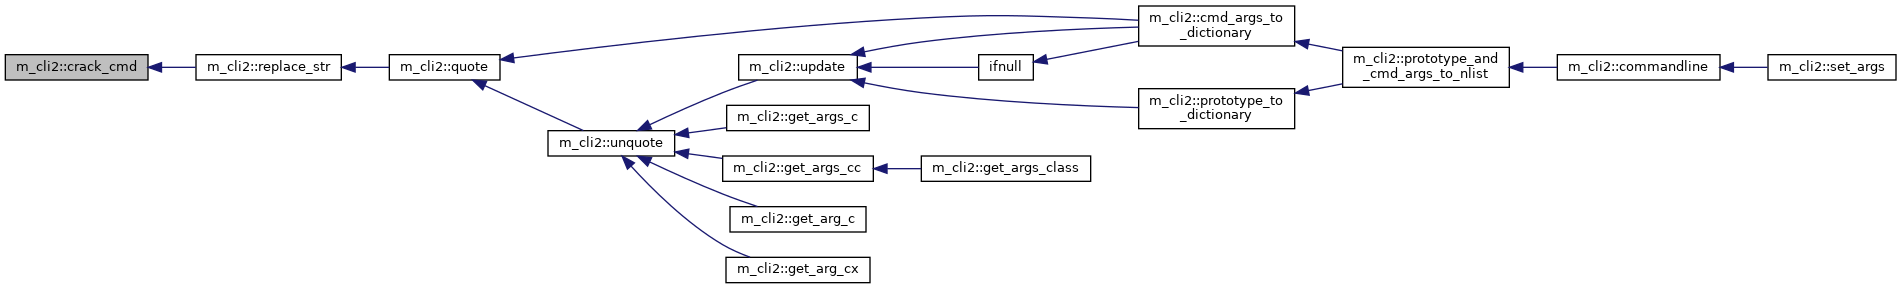 m_cli2::crack_cmd
m_cli2::replace_str
m_cli2::quote
m_cli2::cmd_args_to
_dictionary
m_cli2::update
ifnull
m_cli2::prototype_and
_cmd_args_to_nlist
m_cli2::commandline
m_cli2::set_args
m_cli2::prototype_to
_dictionary
m_cli2::get_args_c
m_cli2::unquote
m_cli2::get_args_cc
m_cli2::get_args_class
m_cli2::get_arg_c
m_cli2::get_arg_cx